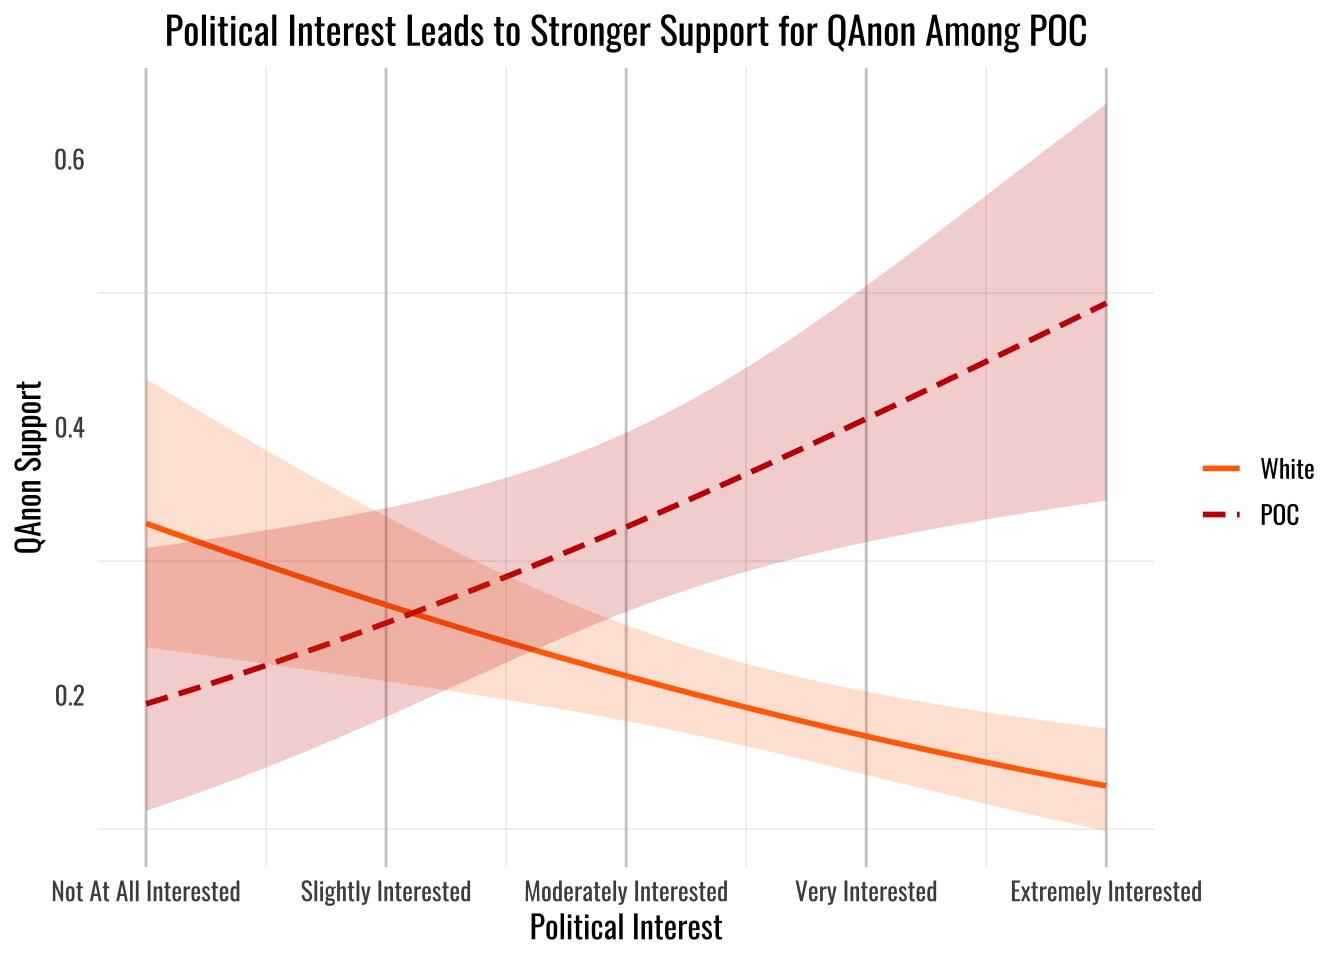 Political Interest Leads to Stronger Support for QAnon Among POC
0.6
0.4
0.2
QAnon Support
Not At All Interested
Slightly Interested
Moderately Interested
Very Interested
Extremely Interested
Political Interest
White
POC